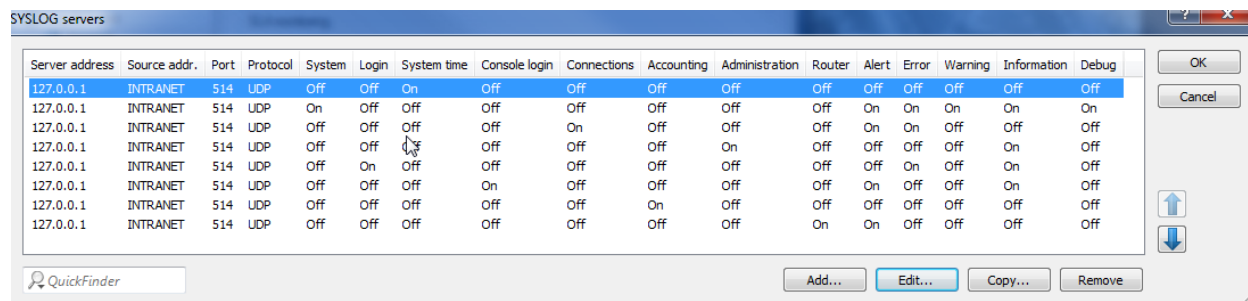 SYSLOG servers
Server address Source addr. Port Protocol System Login System time Console login Connections Accounting Administration Router Alert Error Warning Information Debug
127.0.0.1 INTRANET 514 UDP Off Off On Off Off Off Off Off Off Off Off Off Off
127.0.0.1 INTRANET 514 UDP On Off Off Off Off Off Off Off On On On On On
127.0.0.1 INTRANET 514 UDP Off Off Off Off On Off Off Off On On Off On Off
127.0.0.1 INTRANET 514 UDP Off Off Off Off Off Off On Off Off Off Off On Off
127.0.0.1 INTRANET 514 UDP Off On Off Off Off Off Off Off Off On Off On Off
127.0.0.1 INTRANET 514 UDP Off Off Off On Off Off Off Off On Off Off On Off
127.0.0.1 INTRANET 514 UDP Off Off Off Off Off On Off Off On Off Off On Off
127.0.0.1 INTRANET 514 UDP Off Off Off Off Off Off Off On On Off Off Off Off
OK
Cancel
QuickFinder
Add... Edit... Copy... Remove